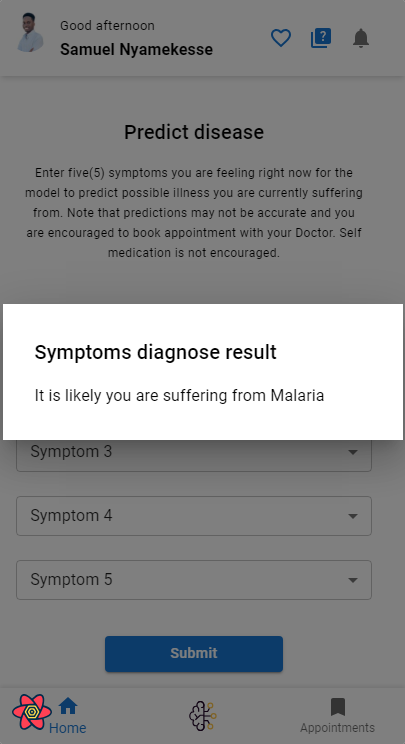 Good afternoon
Samuel Nyamekesse
?
Predict disease
Enter five(5) symptoms you are feeling right now for the
model to predict possible illness you are currently suffering
from. Note that predictions may not be accurate and you
are encouraged to book appointment with your Doctor. Self
medication is not encouraged.
Symptoms diagnose result
It is likely you are suffering from Malaria
Symptom 3
Symptom 4
Symptom 5
Submit
Home
Appointments